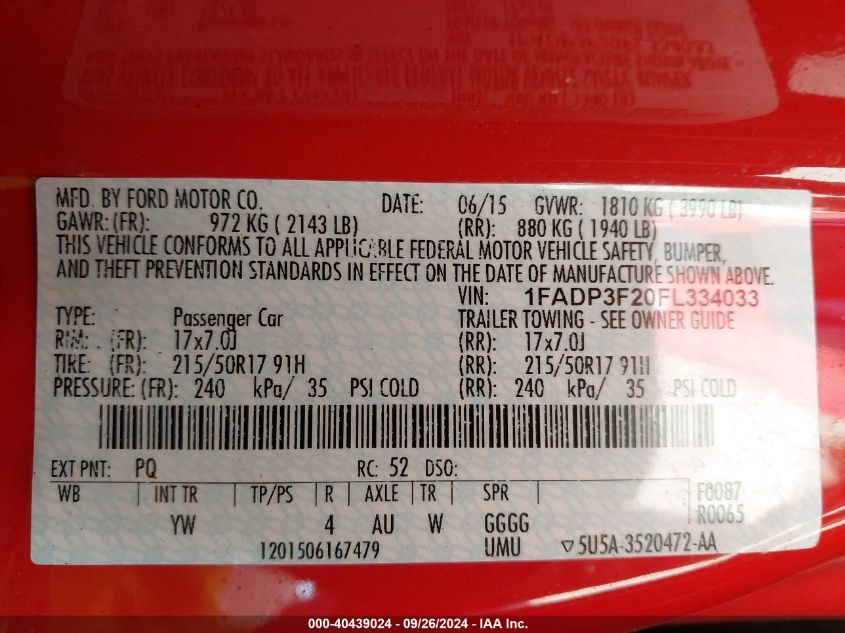 MFD. BY FORD MOTOR CO. DATE: 06/15 GVWR: 1810 KG ( 3990 LB)
GAWR: (FR): 972 KG ( 2143 LB) (RR): 880 KG ( 1940 LB)
THIS VEHICLE CONFORMS TO ALL APPLICABLE FEDERAL MOTOR VEHICLE SAFETY, BUMPER,
AND THEFT PREVENTION STANDARDS IN EFFECT ON THE DATE OF MANUFACTURE SHOWN ABOVE.
VIN: 1FADP3F20FL334033
TYPE: Passenger Car TRAILER TOWING - SEE OWNER GUIDE
RIM: (FR): 17x7.0J (RR): 17x7.0J
TIRE: (FR): 215/50R17 91H (RR): 215/50R17 91H
PRESSURE: (FR): 240 kPa/ 35 PSI COLD (RR): 240 kPa/ 35 PSI COLD
EXT PNT: PQ RC: 52 DSO:
WB INT TR TP/PS R AXLE TR SPR F0087
YW 4 AU W GGGG R0065
1201506167479 UMU ▽5U5A-3520472-AA
000-40439024 - 09/26/2024 - IAA Inc.